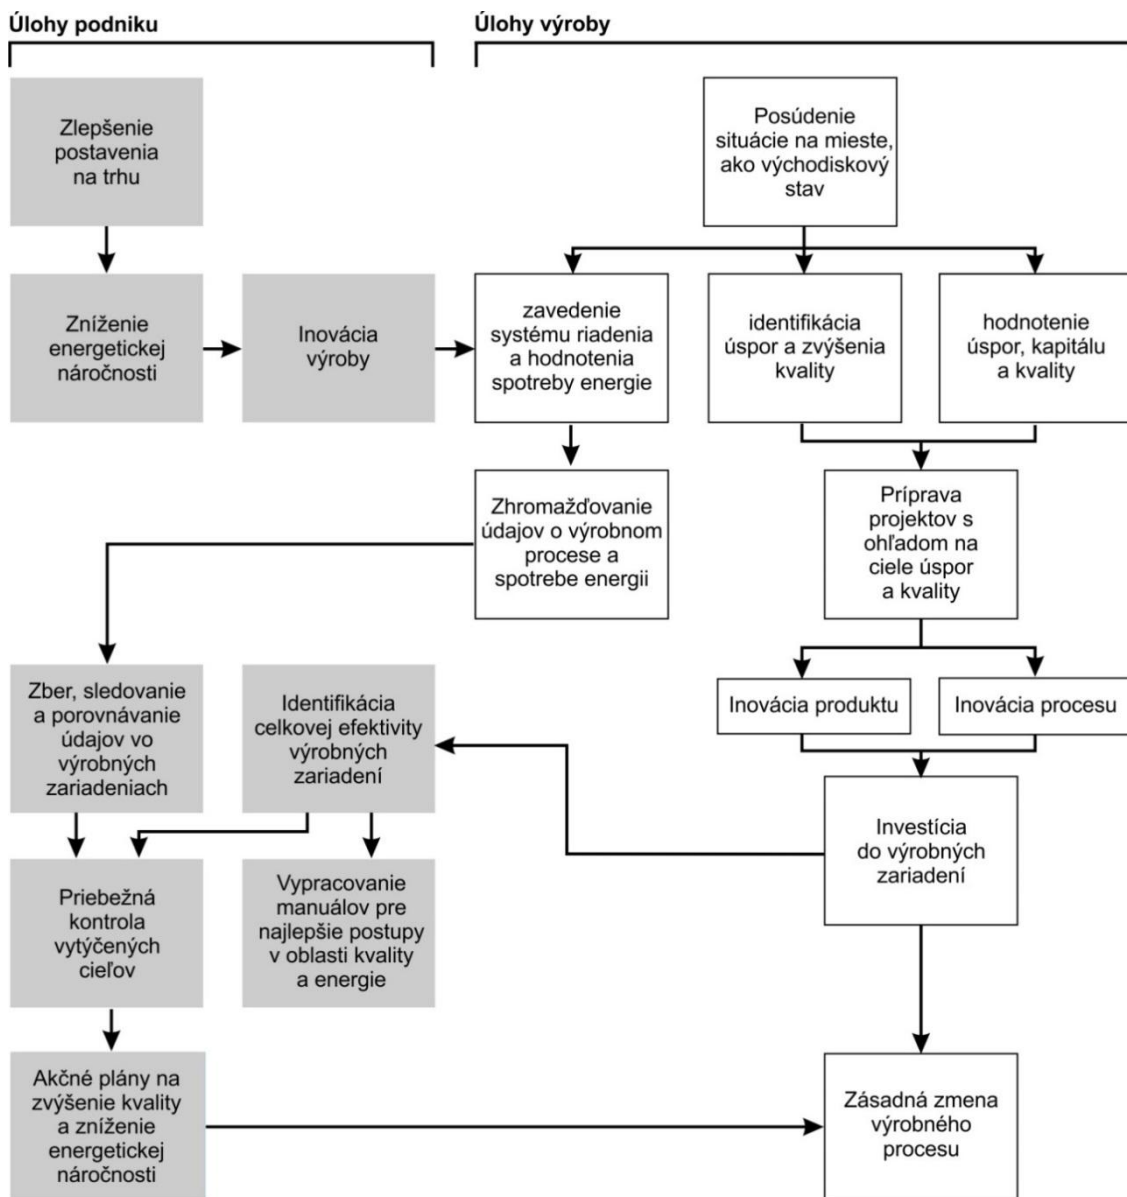 Úlohy podniku
Úlohy výroby
Zlepšenie
postavenia
na trhu
Posúdenie
situácie na mieste,
ako východiskový
stav
Zníženie
energetickej
náročnosti
Inovácia
výroby
zavedenie
systému riadenia
a hodnotenia
spotreby energie
identifikácia
úspor a zvýšenia
kvality
hodnotenie
úspor, kapitálu
a kvality
Zhromažďovanie
údajov o výrobnom
procese a
spotrebe energii
Príprava
projektov s
ohľadom na
ciele úspor
a kvality
Zber, sledovanie
a porovnávanie
údajov vo
výrobných
zariadeniach
Identifikácia
celkovej efektivity
výrobných
zariadení
Inovácia produktu
Inovácia procesu
Investícia
do výrobných
zariadení
Priebežná
kontrola
vytýčených
cieľov
Vypracovanie
manuálov pre
najlepšie postupy
v oblasti kvality
a energie
Akčné plány na
zvýšenie kvality
a zníženie
energetickej
náročnosti
Zásadná zmena
výrobného
procesu